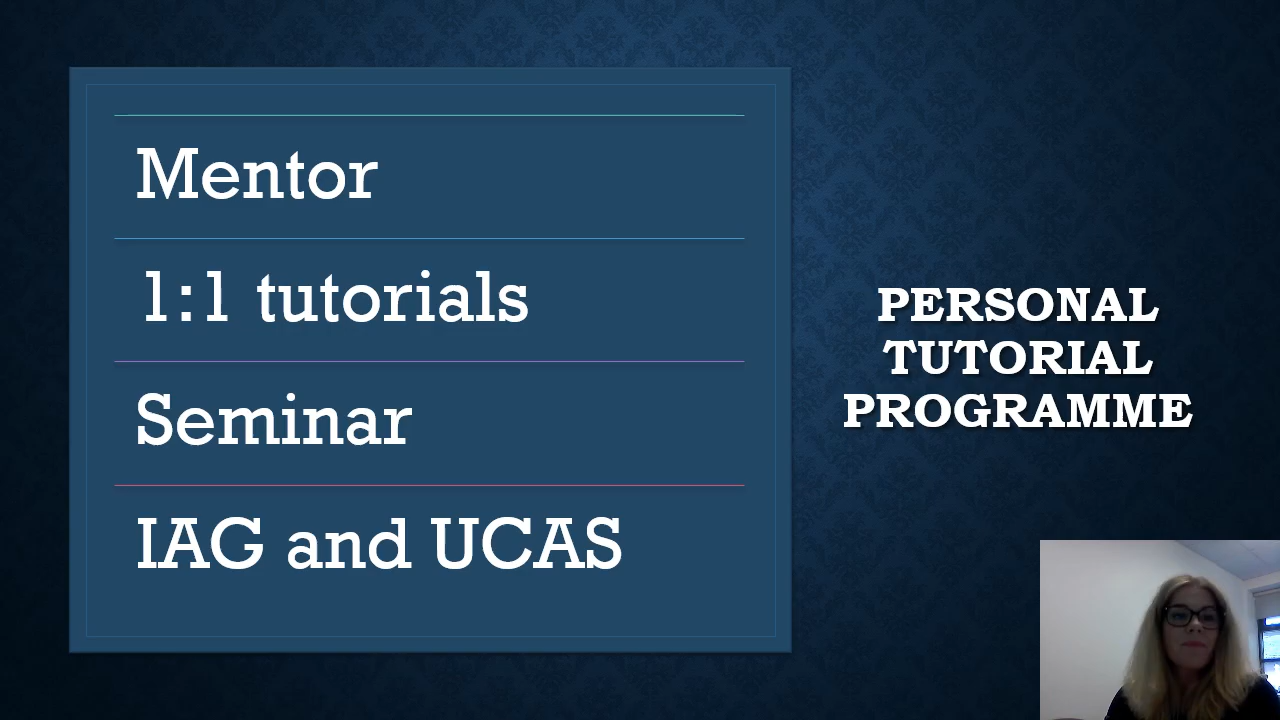 Mentor
1:1 tutorials
Seminar
IAG and UCAS
PERSONAL
TUTORIAL
PROGRAMME